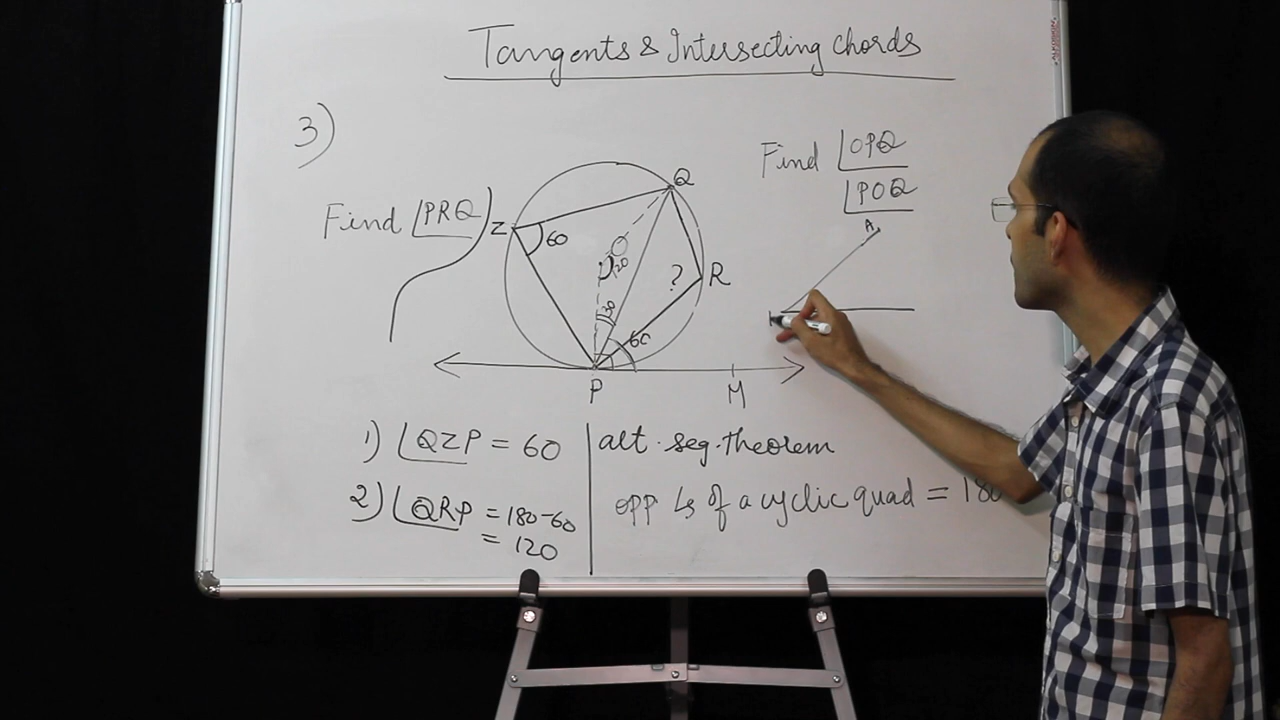 Tangents & Intersecting chords
3)
Find ∠OPQ
∠POQ
Find ∠PRQ
Z
Q
60
O
120
?
R
30
60
P
M
A
1) ∠QZP = 60
alt. seg. theorem
2) ∠QRP = 180-60
= 120
opp ∠s of a cyclic quad = 180